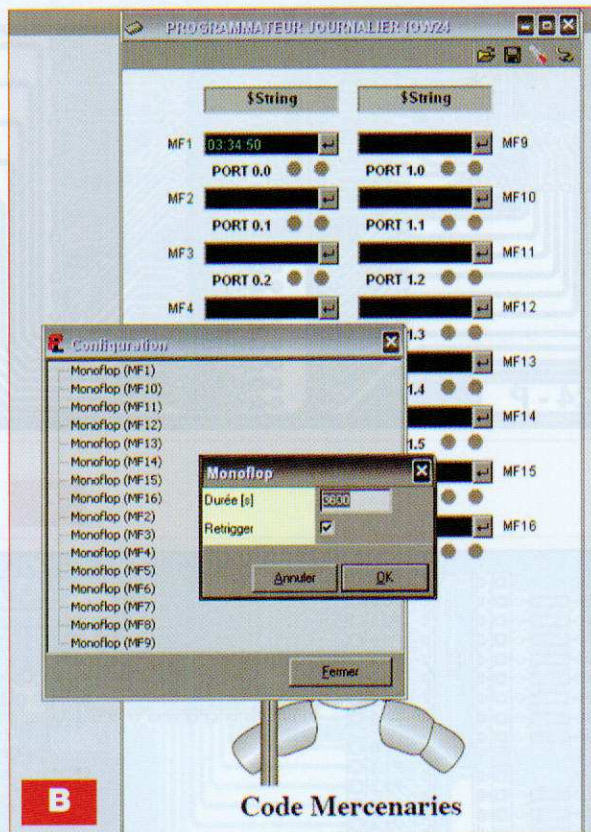 PROGRAMMATEUR JOURNALIER IOW24
$String $String
MF1 03:34:50 MF9
PORT 0.0 PORT 1.0
MF2 MF10
PORT 0.1 PORT 1.1
MF3 MF11
PORT 0.2 PORT 1.2
MF4 MF12
1.3
MF13
1.4
MF14
1.5
MF15
MF16
Configuration
Monoflop (MF1)
Monoflop (MF10)
Monoflop (MF11)
Monoflop (MF12)
Monoflop (MF13)
Monoflop (MF14)
Monoflop (MF15)
Monoflop (MF16)
Monoflop (MF2)
Monoflop (MF3)
Monoflop (MF4)
Monoflop (MF5)
Monoflop (MF6)
Monoflop (MF7)
Monoflop (MF8)
Monoflop (MF9)
Fermer
Monoflop
Durée [s] 3600
Retrigger
Annuler OK
B
Code Mercenaries